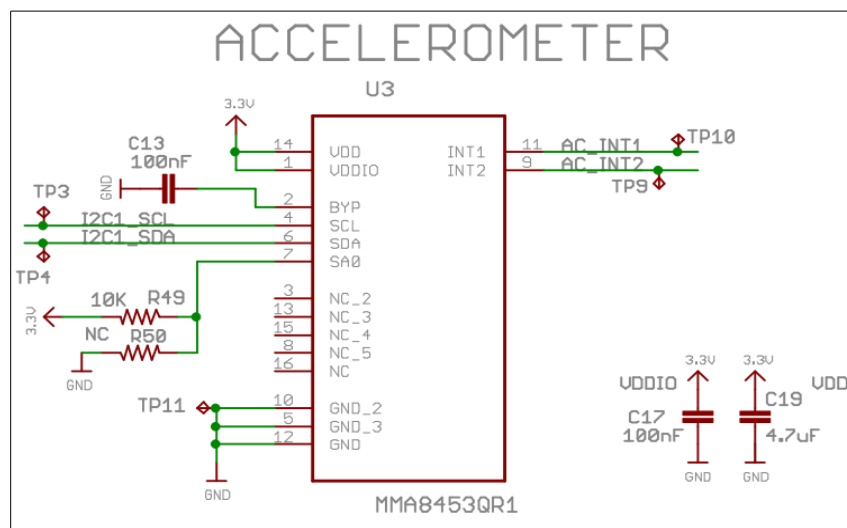 ACCELEROMETER
U3
3.3V
C13
100nF
GND
TP3
I2C1_SCL
I2C1_SDA
TP4
14 VDD
1 VDDIO
2 BYP
4 SCL
6 SDA
7 SA0
3 NC_2
13 NC_3
15 NC_4
8 NC_5
16 NC
10 GND_2
5 GND_3
12 GND
INT1 11 AC_INT1 TP10
INT2 9 AC_INT2
TP9
10K R49
3.3V
NC R50
GND
TP11
GND
MMA8453QR1
3.3V 3.3V
VDDIO VDD
C17 C19
100nF 4.7uF
GND GND